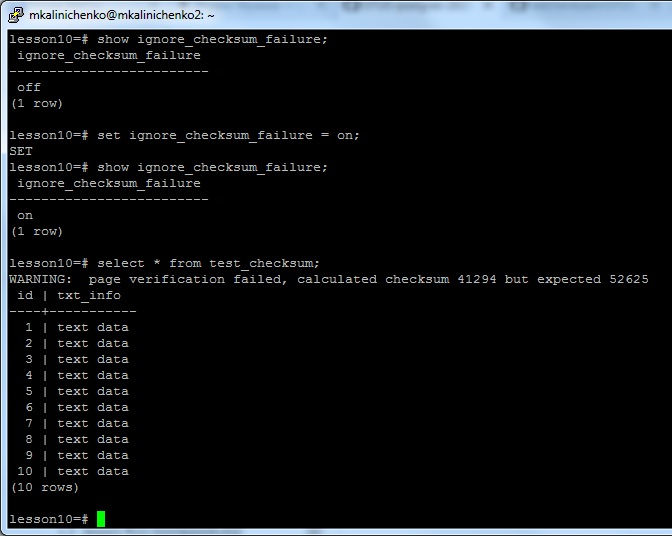 mkalinichenko@mkalinichenko2: ~
lesson10=# show ignore_checksum_failure;
 ignore_checksum_failure
-------------------------
 off
(1 row)
lesson10=# set ignore_checksum_failure = on;
SET
lesson10=# show ignore_checksum_failure;
 ignore_checksum_failure
-------------------------
 on
(1 row)
lesson10=# select * from test_checksum;
WARNING:  page verification failed, calculated checksum 41294 but expected 52625
 id | txt_info
----+-----------
  1 | text data
  2 | text data
  3 | text data
  4 | text data
  5 | text data
  6 | text data
  7 | text data
  8 | text data
  9 | text data
 10 | text data
(10 rows)
lesson10=#